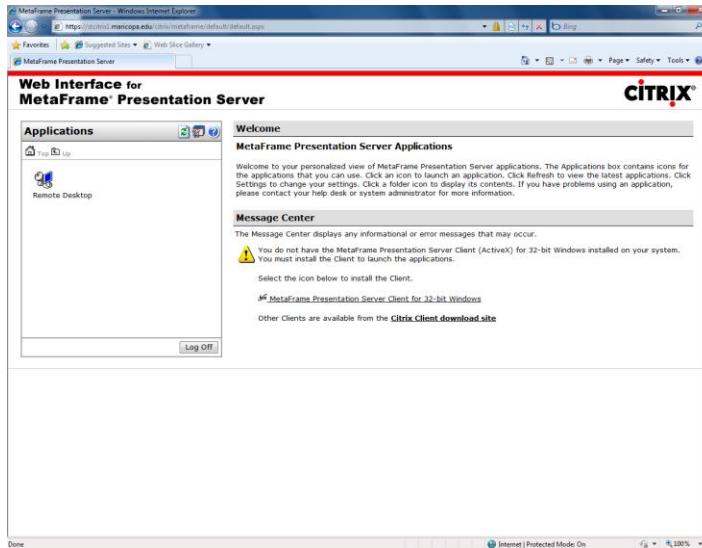 MetaFrame Presentation Server - Windows Internet Explorer
https://stcitrix1.maricopa.edu/citrix/metaframe/default/default.aspx
Bing
Favorites Suggested Sites Web Slice Gallery
MetaFrame Presentation Server Page Safety Tools
Web Interface for
MetaFrame® Presentation Server
CITRIX®
Applications
Top Up
Remote Desktop
Log Off
Welcome
MetaFrame Presentation Server Applications
Welcome to your personalized view of MetaFrame Presentation Server applications. The Applications box contains icons for
the applications that you can use. Click an icon to launch an application. Click Refresh to view the latest applications. Click
Settings to change your settings. Click a folder icon to display its contents. If you have problems using an application,
please contact your help desk or system administrator for more information.
Message Center
The Message Center displays any informational or error messages that may occur.
You do not have the MetaFrame Presentation Server Client (ActiveX) for 32-bit Windows installed on your system.
You must install the Client to launch the applications.
Select the icon below to install the Client.
MetaFrame Presentation Server Client for 32-bit Windows
Other Clients are available from the Citrix Client download site
Done Internet | Protected Mode: On 100%